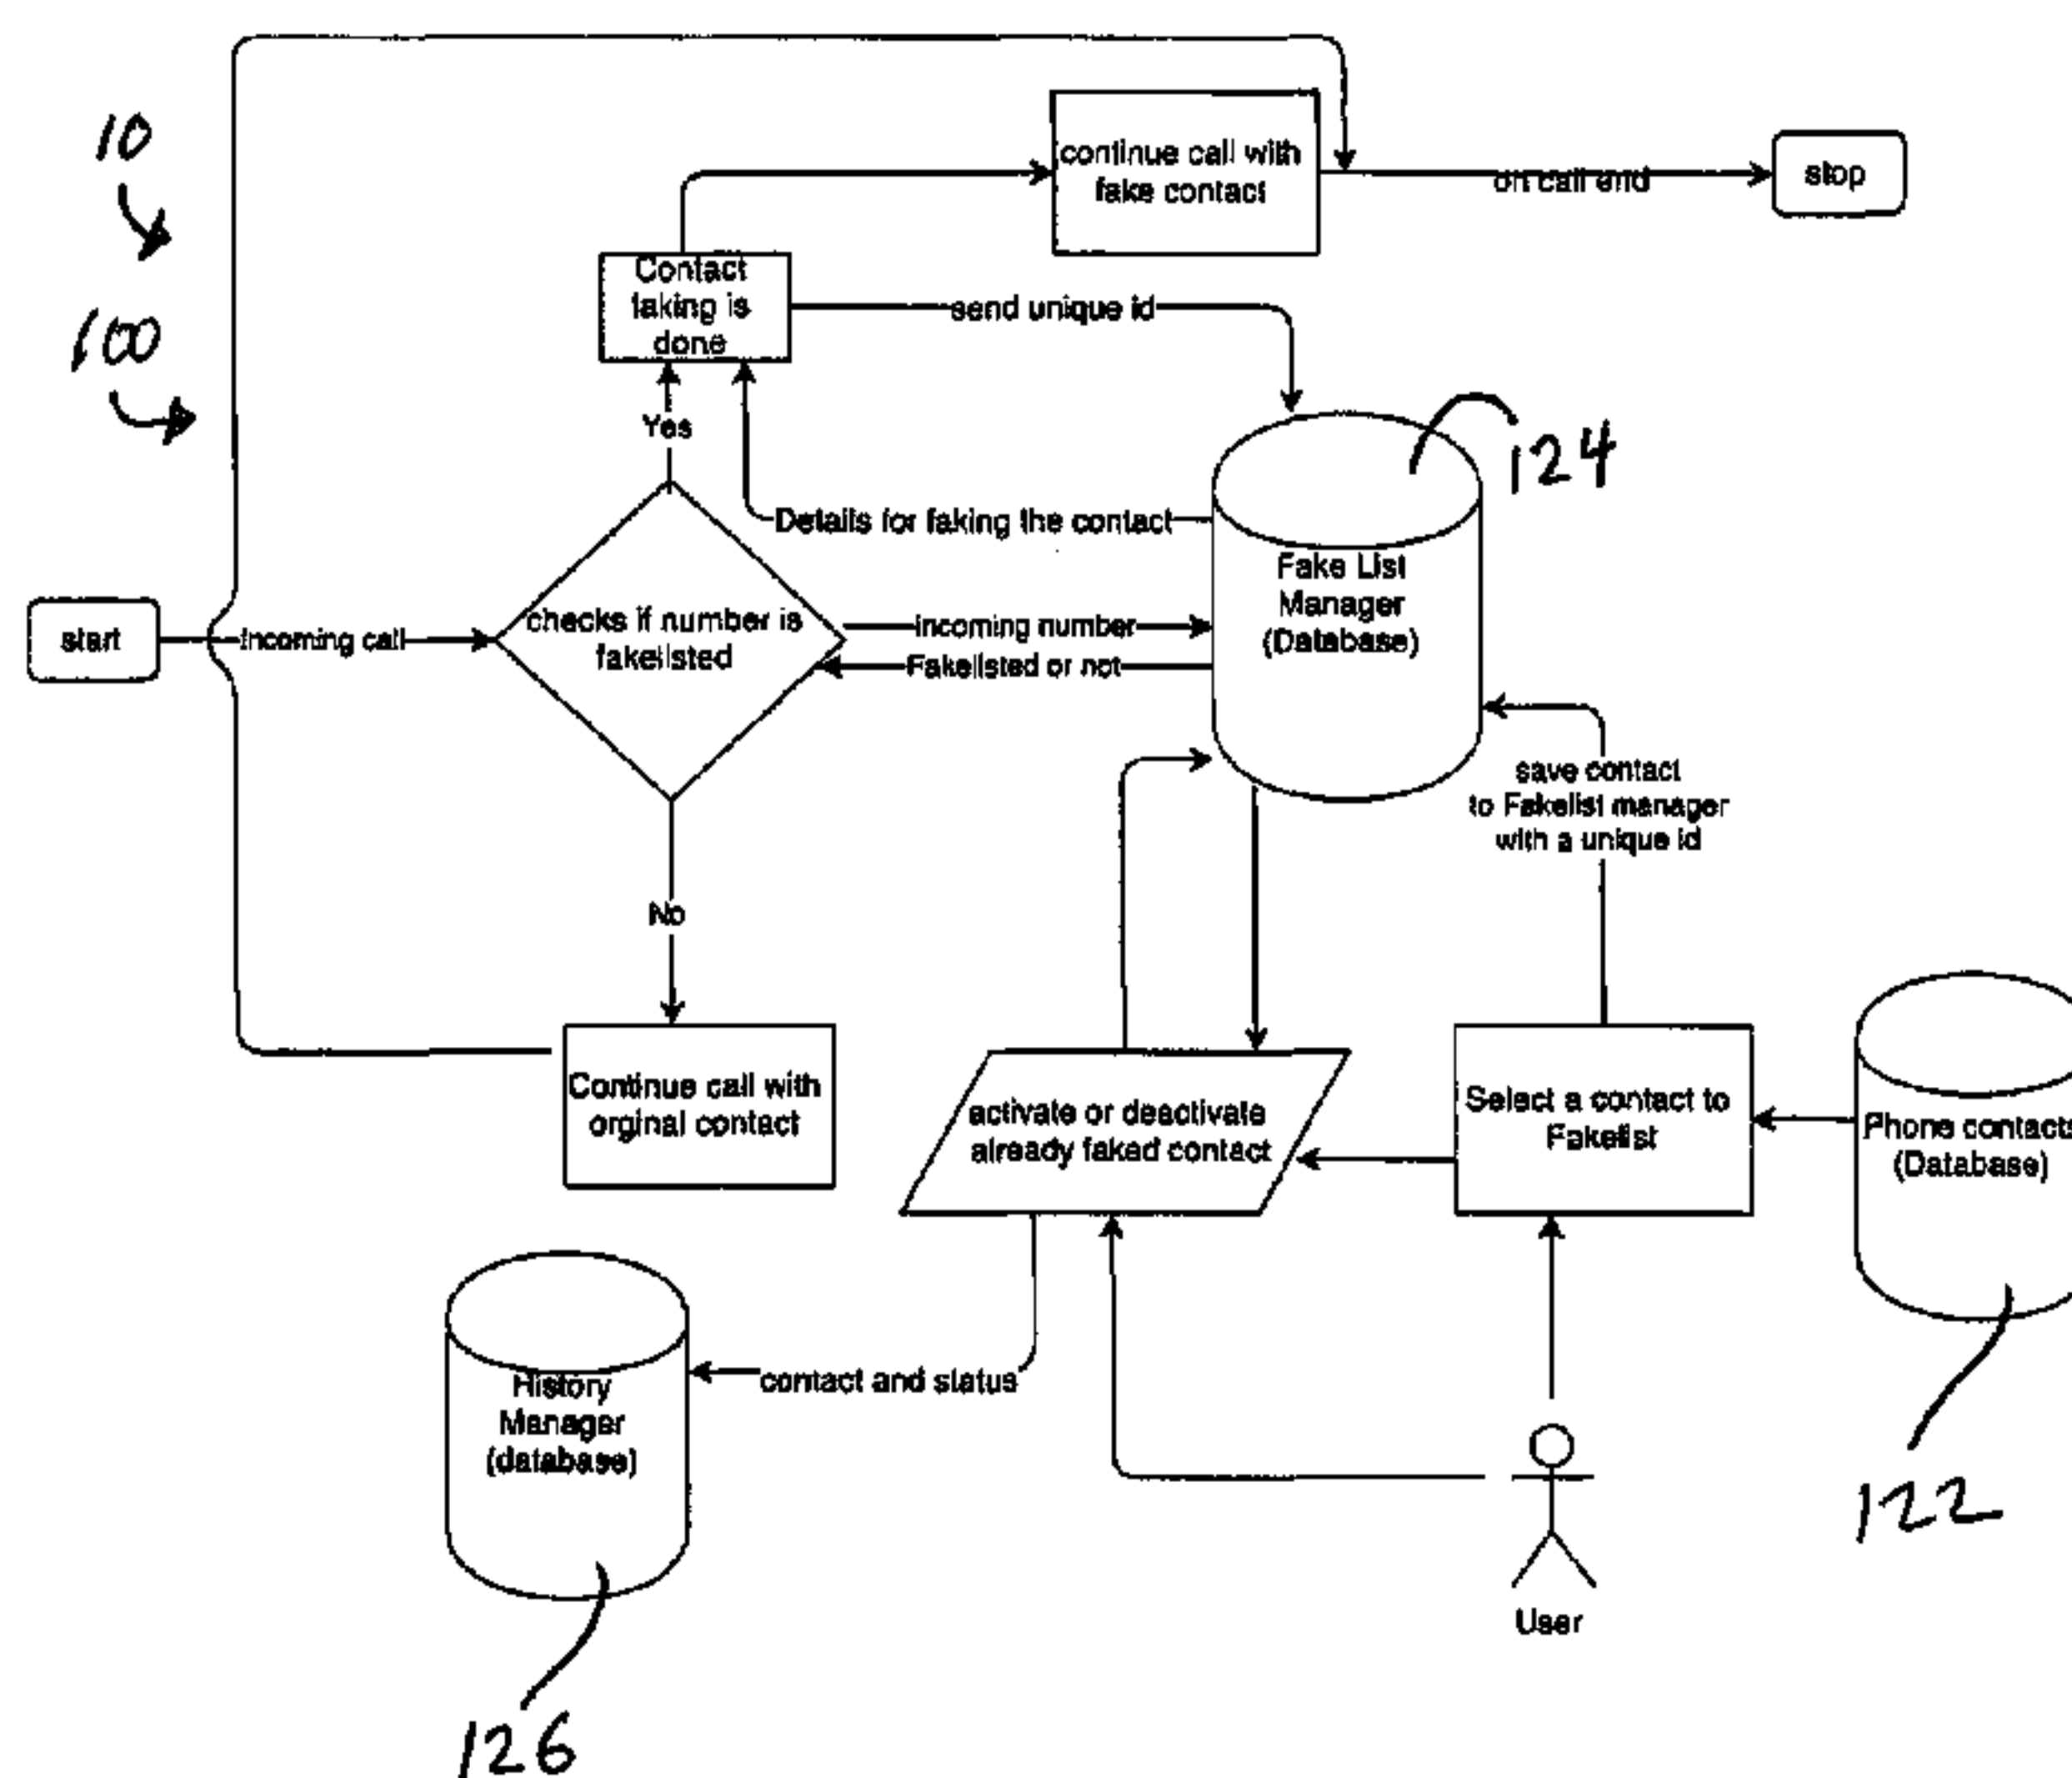 10
100
continue call with
fake contact
on call end
stop
Contact
faking is
done
send unique id
Yes
124
Details for faking the contact
Fake List
Manager
(Database)
start
Incoming call
checks if number is
fakelisted
Incoming number
Fakelisted or not
save contact
to Fakelist manager
with a unique id
No
Continue call with
orginal contact
activate or deactivate
already faked contact
Select a contact to
Fakelist
Phone contacts
(Database)
History
Manager
(database)
contact and status
122
User
126